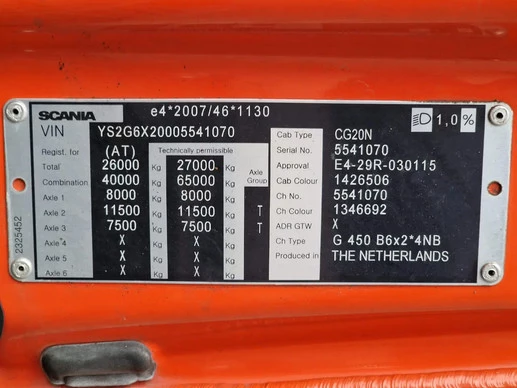 SCANIA e4*2007/46*1130
1,0%
VIN YS2G6X20005541070
Regist. for (AT) Technically permissible
Total 26000 Kg 27000 Kg Axle Group
Combination 40000 Kg 65000 Kg
Axle 1 8000 Kg 8000 Kg
Axle 2 11500 Kg 11500 Kg T
Axle 3 7500 Kg 7500 Kg T
Axle 4 X Kg X Kg
Axle 5 X Kg X Kg
Axle 6 X Kg X Kg
Cab Type CG20N
Serial No. 5541070
Approval E4-29R-030115
Cab Colour 1426506
Ch No. 5541070
Ch Colour 1346692
ADR GTW X
Ch Type G 450 B6x2*4NB
Produced in THE NETHERLANDS
2325452